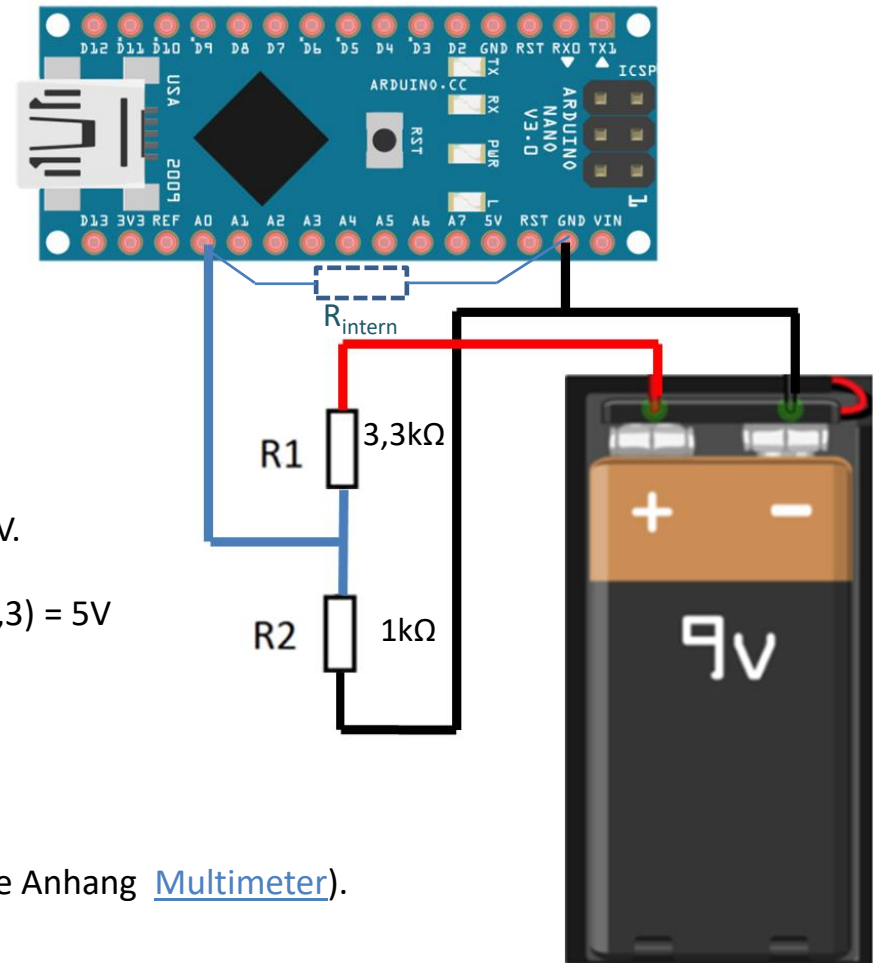 D12 D11 D10 D9 D8 D7 D6 D5 D4 D3 D2 GND RST RX0 TX1
ICSP
ARDUINO.CC
TX
RX
PWR
L
RST
ARDUINO
NANO
V3.0
USA
2009
1
D13 3V3 REF A0 A1 A2 A3 A4 A5 A6 A7 5V RST GND VIN
Rintern
R1
3,3kΩ
V.
,3) = 5V
R2
1kΩ
+ -
9v
e Anhang Multimeter).